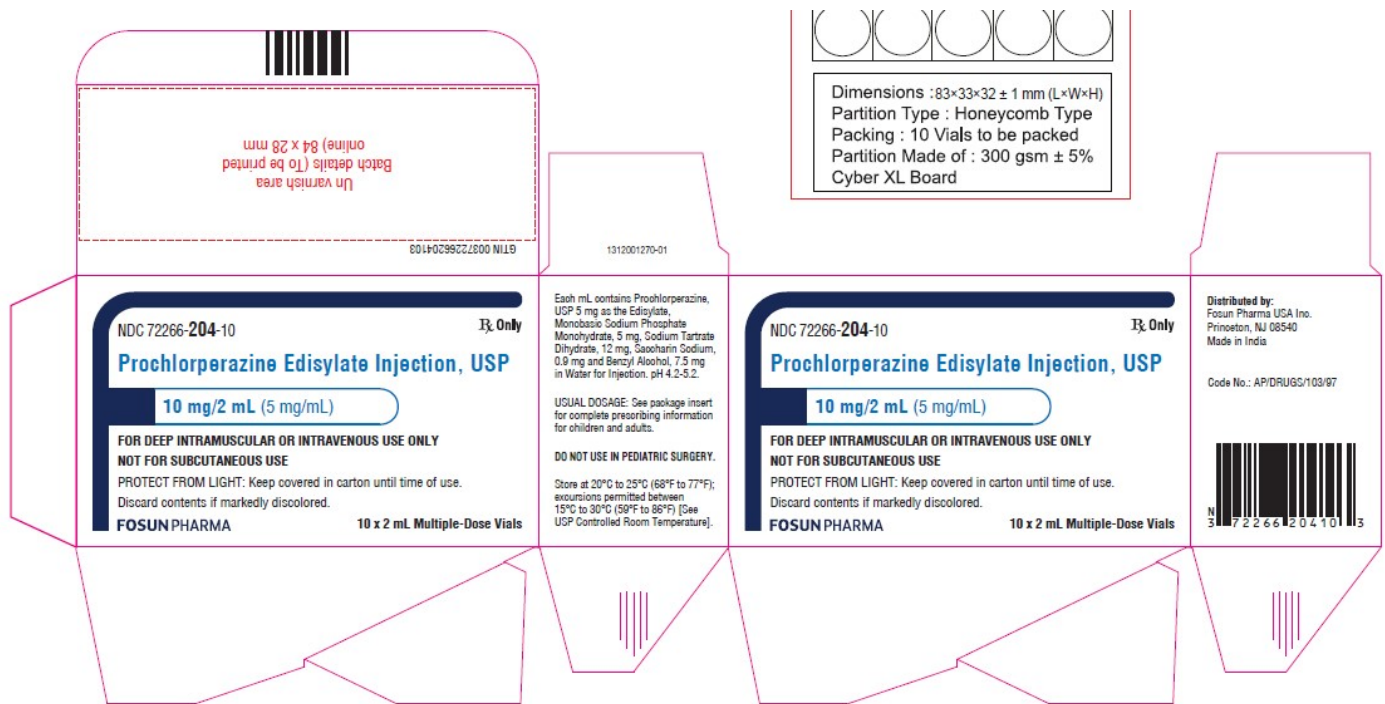 Dimensions : 83×33×32 ± 1 mm (L×W×H)
Partition Type : Honeycomb Type
Packing : 10 Vials to be packed
Partition Made of : 300 gsm ± 5%
Cyber XL Board
Un varnish area
Batch details (To be printed
online) 84 x 28 mm
GTIN 00372266204103
1312001270-01
NDC 72266-204-10
Rx Only
Prochlorperazine Edisylate Injection, USP
10 mg/2 mL (5 mg/mL)
FOR DEEP INTRAMUSCULAR OR INTRAVENOUS USE ONLY
NOT FOR SUBCUTANEOUS USE
PROTECT FROM LIGHT: Keep covered in carton until time of use.
Discard contents if markedly discolored.
FOSUN PHARMA
10 x 2 mL Multiple-Dose Vials
Each mL contains Prochlorperazine,
USP 5 mg as the Edisylate,
Monobasic Sodium Phosphate
Monohydrate, 5 mg, Sodium Tartrate
Dihydrate, 12 mg, Saccharin Sodium,
0.9 mg and Benzyl Alcohol, 7.5 mg
in Water for Injection. pH 4.2-5.2.
USUAL DOSAGE: See package insert
for complete prescribing information
for children and adults.
DO NOT USE IN PEDIATRIC SURGERY.
Store at 20°C to 25°C (68°F to 77°F);
excursions permitted between
15°C to 30°C (59°F to 86°F) [See
USP Controlled Room Temperature].
NDC 72266-204-10
Rx Only
Prochlorperazine Edisylate Injection, USP
10 mg/2 mL (5 mg/mL)
FOR DEEP INTRAMUSCULAR OR INTRAVENOUS USE ONLY
NOT FOR SUBCUTANEOUS USE
PROTECT FROM LIGHT: Keep covered in carton until time of use.
Discard contents if markedly discolored.
FOSUN PHARMA
10 x 2 mL Multiple-Dose Vials
Distributed by:
Fosun Pharma USA Inc.
Princeton, NJ 08540
Made in India
Code No.: AP/DRUGS/103/97
N
3 72266 20410 3